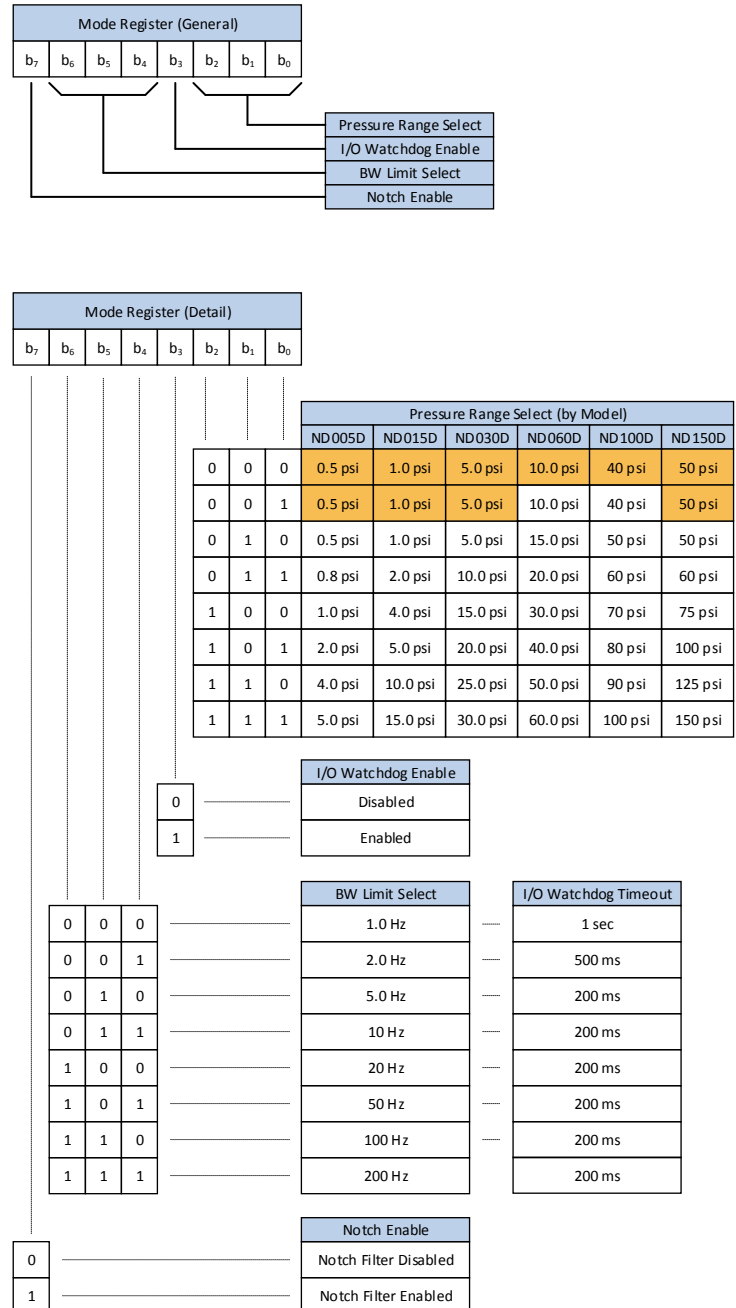 Mode Register (General)
b₇ b₆ b₅ b₄ b₃ b₂ b₁ b₀
Pressure Range Select
I/O Watchdog Enable
BW Limit Select
Notch Enable
Mode Register (Detail)
b₇ b₆ b₅ b₄ b₃ b₂ b₁ b₀
Pressure Range Select (by Model)
ND005D ND015D ND030D ND060D ND100D ND150D
0 0 0 0.5 psi 1.0 psi 5.0 psi 10.0 psi 40 psi 50 psi
0 0 1 0.5 psi 1.0 psi 5.0 psi 10.0 psi 40 psi 50 psi
0 1 0 0.5 psi 1.0 psi 5.0 psi 15.0 psi 50 psi 50 psi
0 1 1 0.8 psi 2.0 psi 10.0 psi 20.0 psi 60 psi 60 psi
1 0 0 1.0 psi 4.0 psi 15.0 psi 30.0 psi 70 psi 75 psi
1 0 1 2.0 psi 5.0 psi 20.0 psi 40.0 psi 80 psi 100 psi
1 1 0 4.0 psi 10.0 psi 25.0 psi 50.0 psi 90 psi 125 psi
1 1 1 5.0 psi 15.0 psi 30.0 psi 60.0 psi 100 psi 150 psi
I/O Watchdog Enable
0 Disabled
1 Enabled
BW Limit Select I/O Watchdog Timeout
0 0 0 1.0 Hz 1 sec
0 0 1 2.0 Hz 500 ms
0 1 0 5.0 Hz 200 ms
0 1 1 10 Hz 200 ms
1 0 0 20 Hz 200 ms
1 0 1 50 Hz 200 ms
1 1 0 100 Hz 200 ms
1 1 1 200 Hz 200 ms
Notch Enable
0 Notch Filter Disabled
1 Notch Filter Enabled